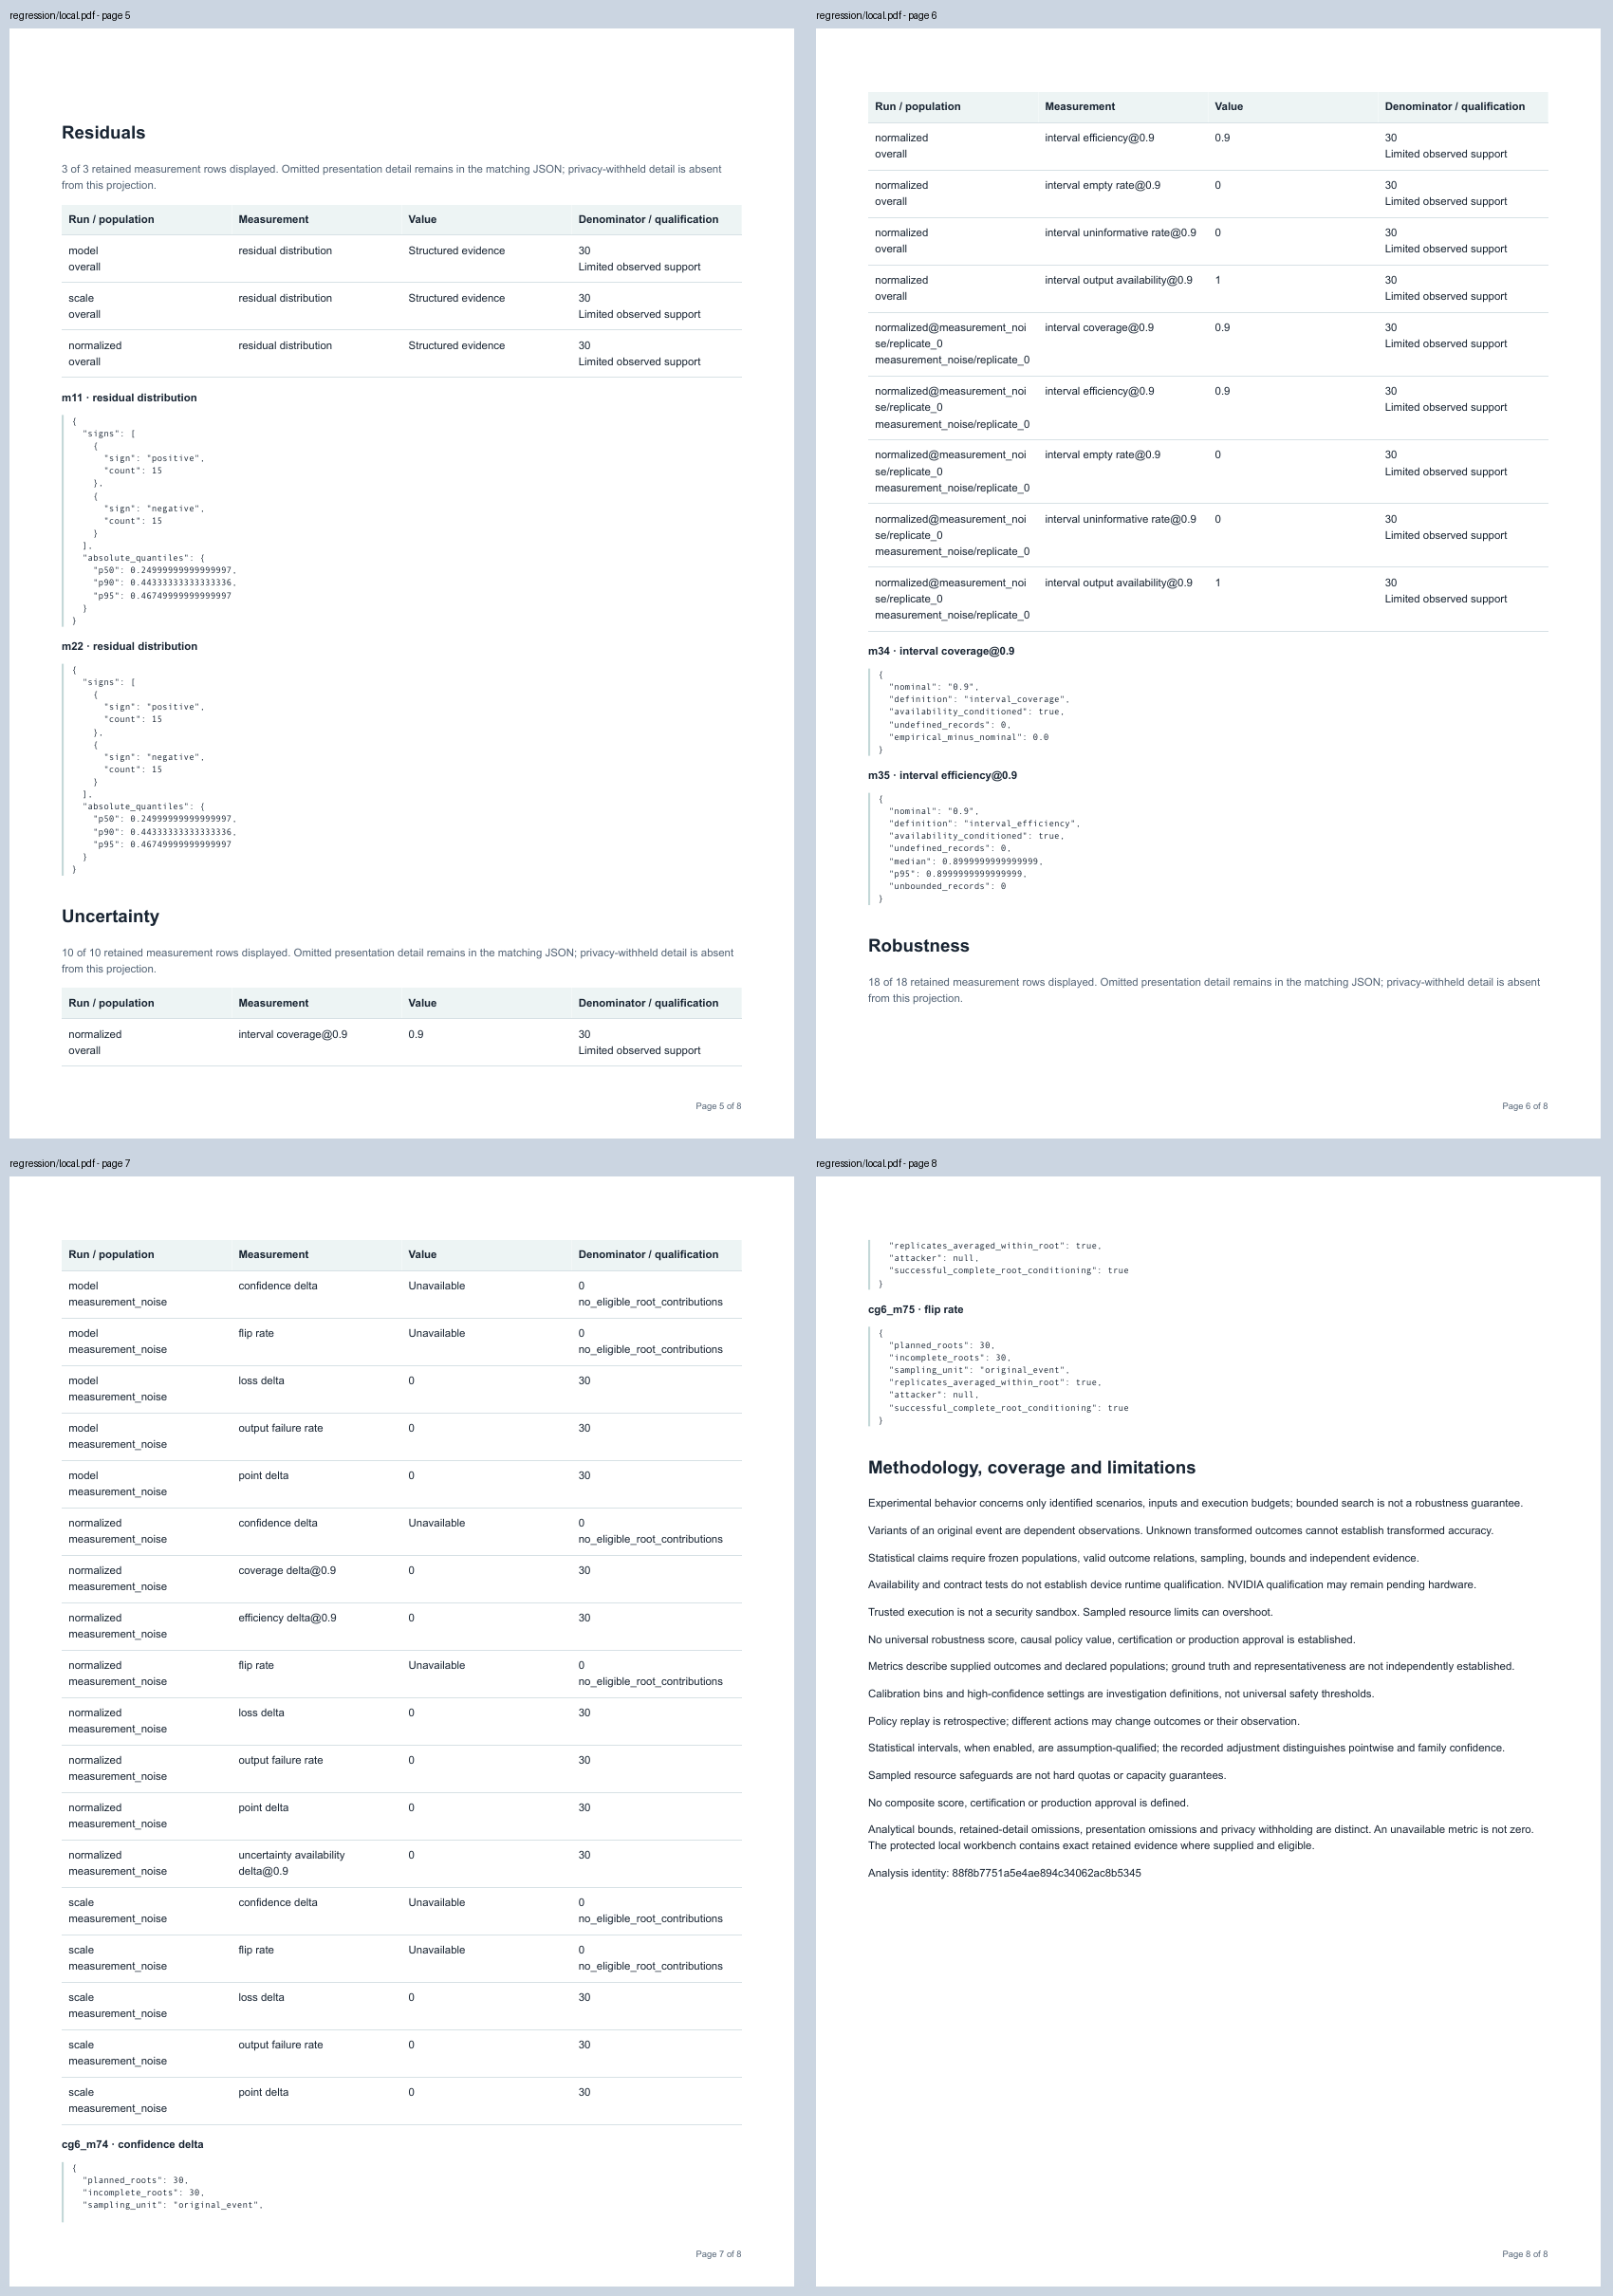 regression/local.pdf - page 5
Residuals
3 of 3 retained measurement rows displayed. Omitted presentation detail remains in the matching JSON; privacy-withheld detail is absent
from this projection.
Run / population Measurement Value Denominator / qualification
model residual distribution Structured evidence 30
overall Limited observed support
scale residual distribution Structured evidence 30
overall Limited observed support
normalized residual distribution Structured evidence 30
overall Limited observed support
m11 · residual distribution
{
"signs": [
{
"sign": "positive",
"count": 15
},
{
"sign": "negative",
"count": 15
}
],
"absolute_quantiles": {
"p50": 0.24999999999999997,
"p90": 0.44333333333333336,
"p95": 0.46749999999999997
}
}
m22 · residual distribution
{
"signs": [
{
"sign": "positive",
"count": 15
},
{
"sign": "negative",
"count": 15
}
],
"absolute_quantiles": {
"p50": 0.24999999999999997,
"p90": 0.44333333333333336,
"p95": 0.46749999999999997
}
}
Uncertainty
10 of 10 retained measurement rows displayed. Omitted presentation detail remains in the matching JSON; privacy-withheld detail is absent
from this projection.
Run / population Measurement Value Denominator / qualification
normalized interval coverage@0.9 0.9 30
overall Limited observed support
Page 5 of 8
regression/local.pdf - page 6
Run / population Measurement Value Denominator / qualification
normalized interval efficiency@0.9 0.9 30
overall Limited observed support
normalized interval empty rate@0.9 0 30
overall Limited observed support
normalized interval uninformative rate@0.9 0 30
overall Limited observed support
normalized interval output availability@0.9 1 30
overall Limited observed support
normalized@measurement_noi interval coverage@0.9 0.9 30
se/replicate_0 Limited observed support
measurement_noise/replicate_0
normalized@measurement_noi interval efficiency@0.9 0.9 30
se/replicate_0 Limited observed support
measurement_noise/replicate_0
normalized@measurement_noi interval empty rate@0.9 0 30
se/replicate_0 Limited observed support
measurement_noise/replicate_0
normalized@measurement_noi interval uninformative rate@0.9 0 30
se/replicate_0 Limited observed support
measurement_noise/replicate_0
normalized@measurement_noi interval output availability@0.9 1 30
se/replicate_0 Limited observed support
measurement_noise/replicate_0
m34 · interval coverage@0.9
{
"nominal": "0.9",
"definition": "interval_coverage",
"availability_conditioned": true,
"undefined_records": 0,
"empirical_minus_nominal": 0.0
}
m35 · interval efficiency@0.9
{
"nominal": "0.9",
"definition": "interval_efficiency",
"availability_conditioned": true,
"undefined_records": 0,
"median": 0.8999999999999999,
"p95": 0.8999999999999999,
"unbounded_records": 0
}
Robustness
18 of 18 retained measurement rows displayed. Omitted presentation detail remains in the matching JSON; privacy-withheld detail is absent
from this projection.
Page 6 of 8
regression/local.pdf - page 7
Run / population Measurement Value Denominator / qualification
model confidence delta Unavailable 0
measurement_noise no_eligible_root_contributions
model flip rate Unavailable 0
measurement_noise no_eligible_root_contributions
model loss delta 0 30
measurement_noise
model output failure rate 0 30
measurement_noise
model point delta 0 30
measurement_noise
normalized confidence delta Unavailable 0
measurement_noise no_eligible_root_contributions
normalized coverage delta@0.9 0 30
measurement_noise
normalized efficiency delta@0.9 0 30
measurement_noise
normalized flip rate Unavailable 0
measurement_noise no_eligible_root_contributions
normalized loss delta 0 30
measurement_noise
normalized output failure rate 0 30
measurement_noise
normalized point delta 0 30
measurement_noise
normalized uncertainty availability 0 30
measurement_noise delta@0.9
scale confidence delta Unavailable 0
measurement_noise no_eligible_root_contributions
scale flip rate Unavailable 0
measurement_noise no_eligible_root_contributions
scale loss delta 0 30
measurement_noise
scale output failure rate 0 30
measurement_noise
scale point delta 0 30
measurement_noise
cg6_m74 · confidence delta
{
"planned_roots": 30,
"incomplete_roots": 30,
"sampling_unit": "original_event",
Page 7 of 8
regression/local.pdf - page 8
"replicates_averaged_within_root": true,
"attacker": null,
"successful_complete_root_conditioning": true
}
cg6_m75 · flip rate
{
"planned_roots": 30,
"incomplete_roots": 30,
"sampling_unit": "original_event",
"replicates_averaged_within_root": true,
"attacker": null,
"successful_complete_root_conditioning": true
}
Methodology, coverage and limitations
Experimental behavior concerns only identified scenarios, inputs and execution budgets; bounded search is not a robustness guarantee.
Variants of an original event are dependent observations. Unknown transformed outcomes cannot establish transformed accuracy.
Statistical claims require frozen populations, valid outcome relations, sampling, bounds and independent evidence.
Availability and contract tests do not establish device runtime qualification. NVIDIA qualification may remain pending hardware.
Trusted execution is not a security sandbox. Sampled resource limits can overshoot.
No universal robustness score, causal policy value, certification or production approval is established.
Metrics describe supplied outcomes and declared populations; ground truth and representativeness are not independently established.
Calibration bins and high-confidence settings are investigation definitions, not universal safety thresholds.
Policy replay is retrospective; different actions may change outcomes or their observation.
Statistical intervals, when enabled, are assumption-qualified; the recorded adjustment distinguishes pointwise and family confidence.
Sampled resource safeguards are not hard quotas or capacity guarantees.
No composite score, certification or production approval is defined.
Analytical bounds, retained-detail omissions, presentation omissions and privacy withholding are distinct. An unavailable metric is not zero.
The protected local workbench contains exact retained evidence where supplied and eligible.
Analysis identity: 88f8b7751a5e4ae894c34062ac8b5345
Page 8 of 8